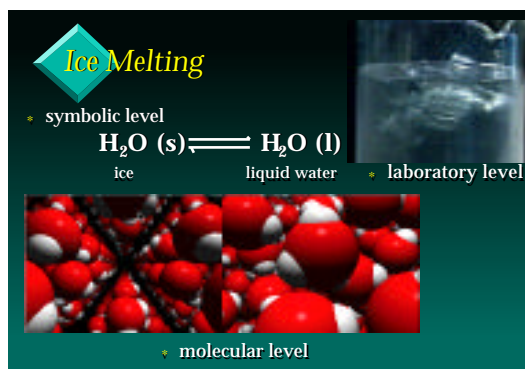 Ice Melting
* symbolic level
H₂O (s) ⇌ H₂O (l)
ice liquid water
* laboratory level
* molecular level